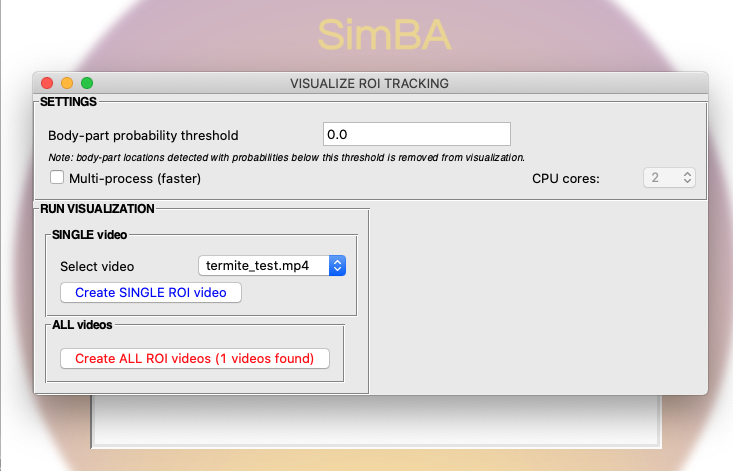 SimBA
VISUALIZE ROI TRACKING
SETTINGS
Body-part probability threshold
0.0
Note: body-part locations detected with probabilities below this threshold is removed from visualization.
Multi-process (faster)
CPU cores:
2
RUN VISUALIZATION
SINGLE video
Select video
termite_test.mp4
Create SINGLE ROI video
ALL videos
Create ALL ROI videos (1 videos found)